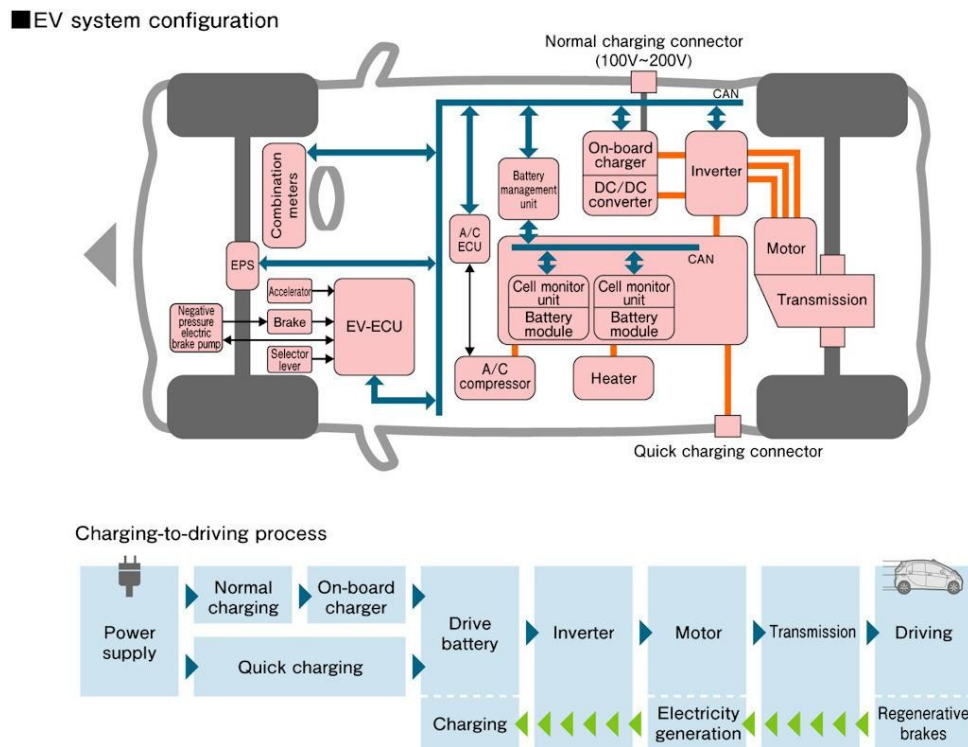 ■EV system configuration
Normal charging connector
(100V~200V)
CAN
Combination
meters
Battery
management
unit
On-board
charger
DC/DC
converter
Inverter
A/C
ECU
EPS
CAN
Motor
Cell monitor
unit
Battery
module
Cell monitor
unit
Battery
module
Transmission
Accelerator
Negative
pressure
electric
brake pump
Brake
EV-ECU
Selector
lever
A/C
compressor
Heater
Quick charging connector
Charging-to-driving process
Power
supply
Normal
charging
On-board
charger
Quick charging
Drive
battery
Inverter
Motor
Transmission
Driving
Charging
Electricity
generation
Regenerative
brakes